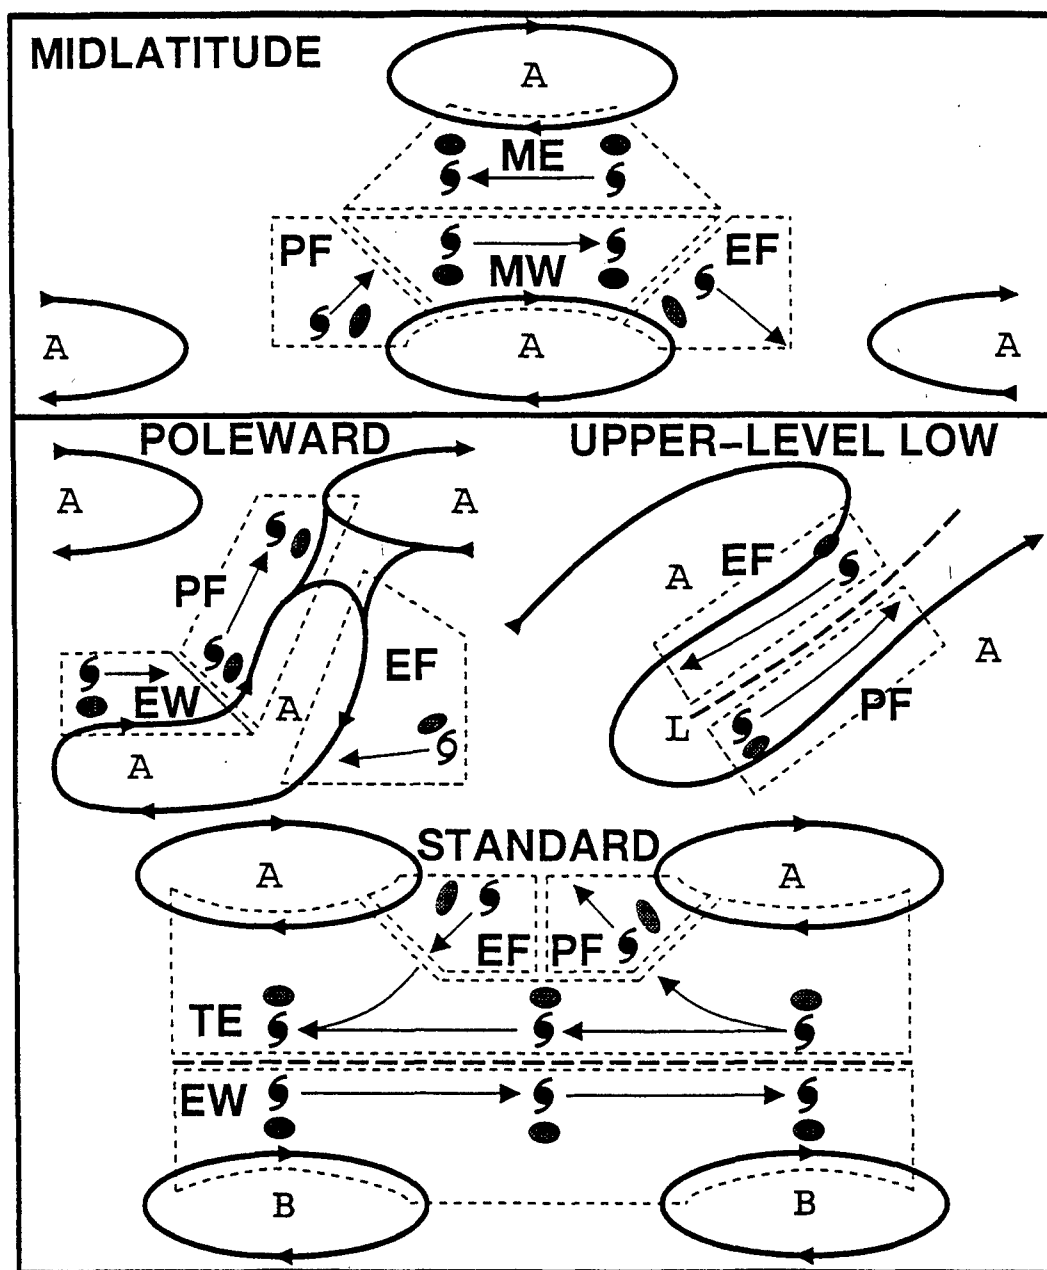 MIDLATITUDE
A
ME
PF
MW
EF
A
A
A
POLEWARD
UPPER-LEVEL LOW
A
A
PF
EF
A
EW
EF
A
A
A
L
PF
STANDARD
A
A
EF
PF
TE
EW
B
B